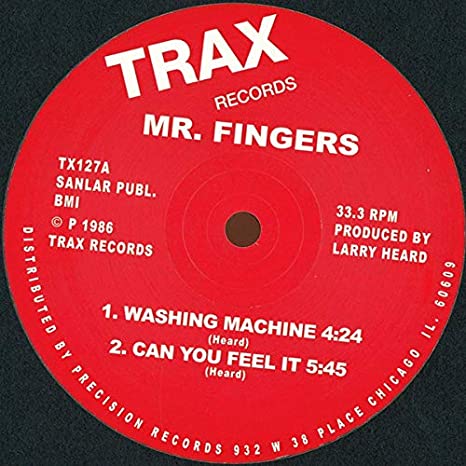 TRAX
RECORDS
MR. FINGERS
TX127A
SANLAR PUBL.
BMI
© P 1986
TRAX RECORDS
33.3 RPM
PRODUCED BY
LARRY HEARD
1. WASHING MACHINE 4:24
(Heard)
2. CAN YOU FEEL IT 5:45
(Heard)
DISTRIBUTED BY PRECISION RECORDS 932 W 38 PLACE CHICAGO IL. 60609